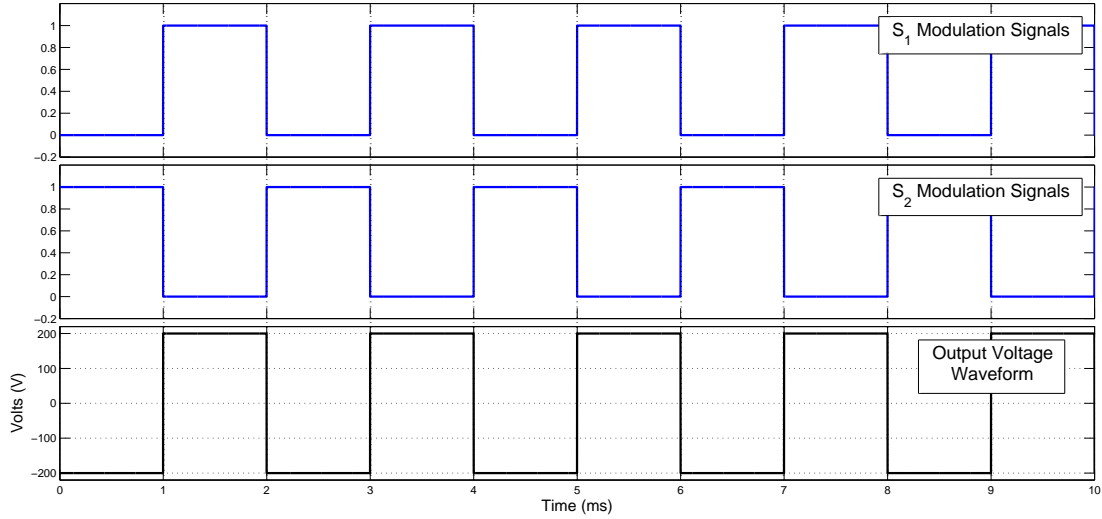 1
0.8
0.6
0.4
0.2
0
−0.2
S1 Modulation Signals
1
0.8
0.6
0.4
0.2
0
−0.2
S2 Modulation Signals
200
100
0
−100
−200
Volts (V)
Output Voltage
Waveform
0 1 2 3 4 5 6 7 8 9 10
Time (ms)